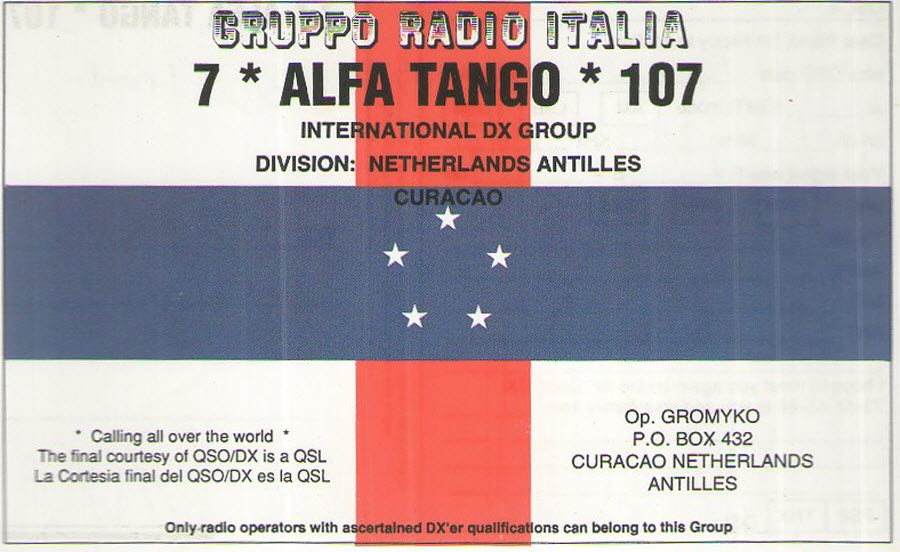 GRUPPO RADIO ITALIA
7 * ALFA TANGO * 107
INTERNATIONAL DX GROUP
DIVISION: NETHERLANDS ANTILLES
CURACAO
* Calling all over the world *
The final courtesy of QSO/DX is a QSL
La Cortesia final del QSO/DX es la QSL
Op. GROMYKO
P.O. BOX 432
CURACAO NETHERLANDS
ANTILLES
Only radio operators with ascertained DX'er qualifications can belong to this Group